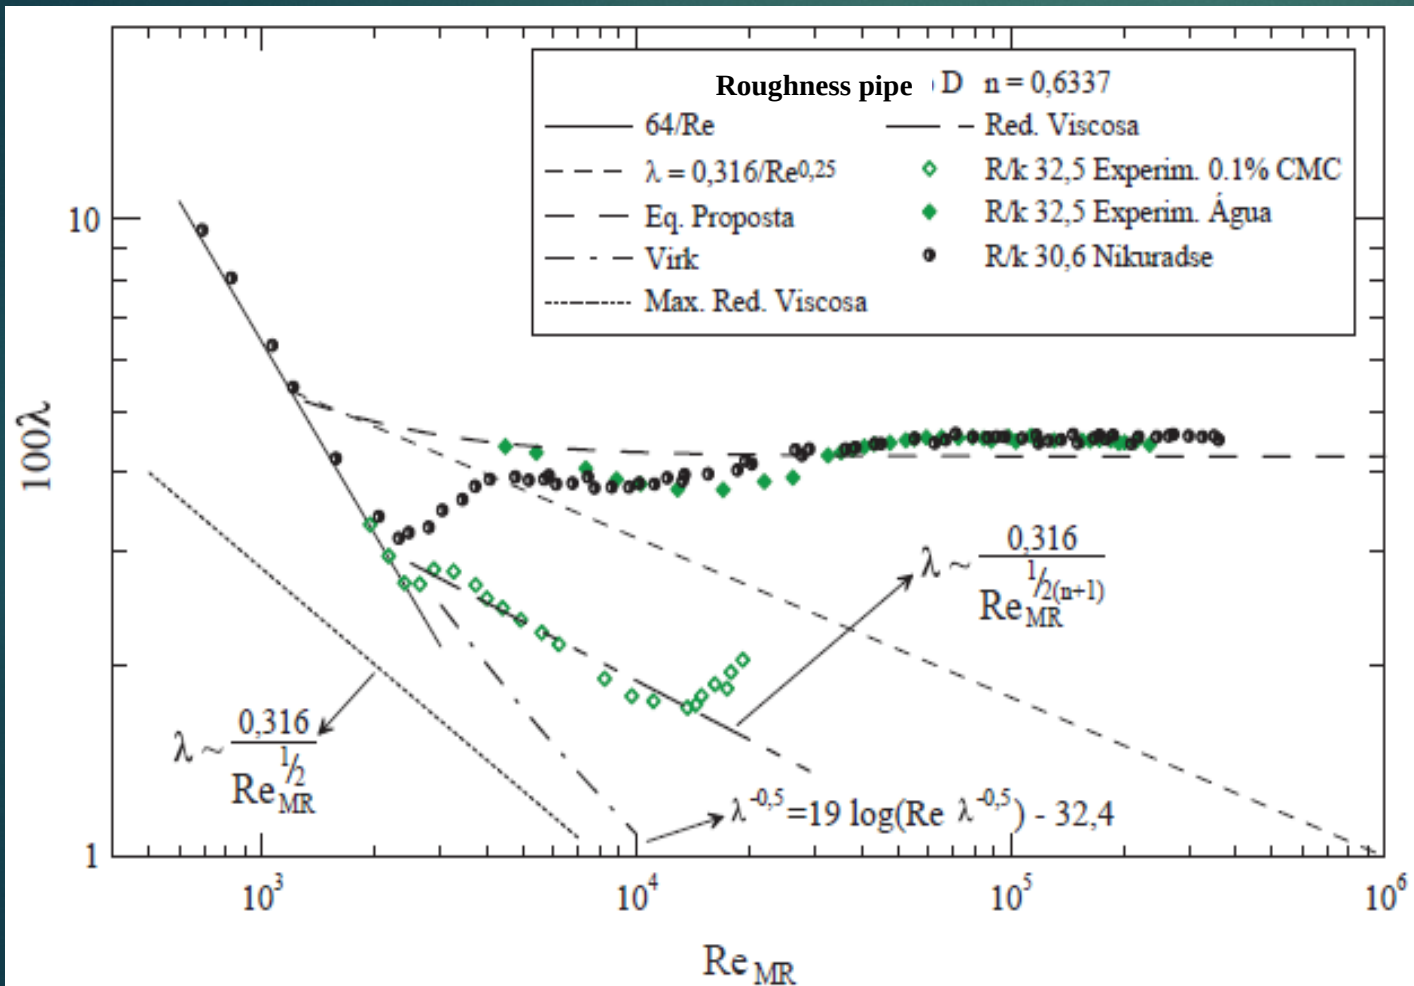 Roughness pipe D n = 0,6337
64/Re
Red. Viscosa
λ = 0,316/Re^0,25
R/k 32,5 Experim. 0.1% CMC
Eq. Proposta
R/k 32,5 Experim. Água
Virk
R/k 30,6 Nikuradse
Max. Red. Viscosa
10
100λ
λ ~ 0,316 / Re_MR^1/2(n+1)
λ ~ 0,316 / Re_MR^1/2
λ^-0,5 =19 log(Re λ^-0,5) - 32,4
1
10^3 10^4 10^5 10^6
Re_MR